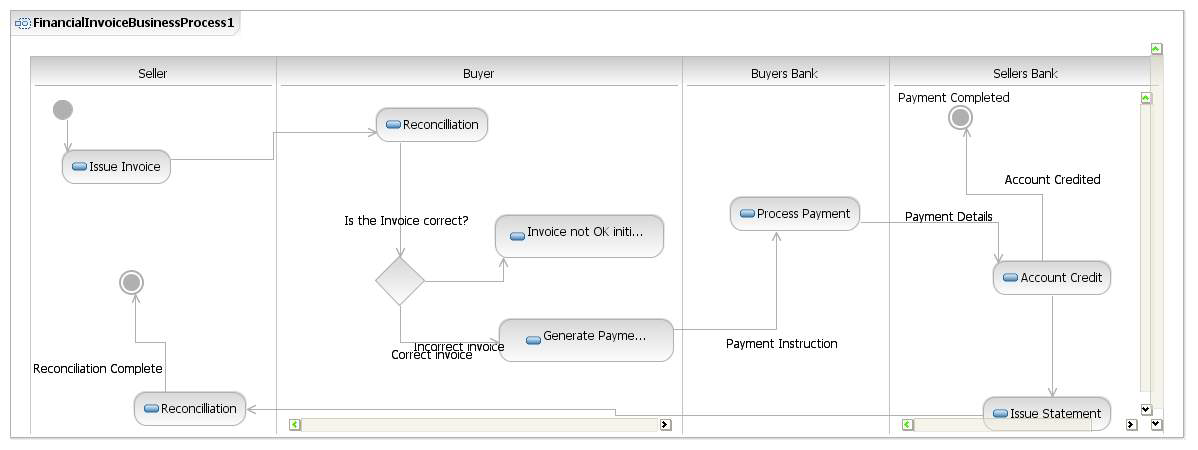 FinancialInvoiceBusinessProcess1
Seller
Buyer
Buyers Bank
Sellers Bank
Payment Completed
Reconcilliation
Issue Invoice
Account Credited
Process Payment
Payment Details
Is the Invoice correct?
Invoice not OK initi...
Account Credit
Generate Payme...
Incorrect invoice
Correct invoice
Payment Instruction
Reconciliation Complete
Reconcilliation
Issue Statement